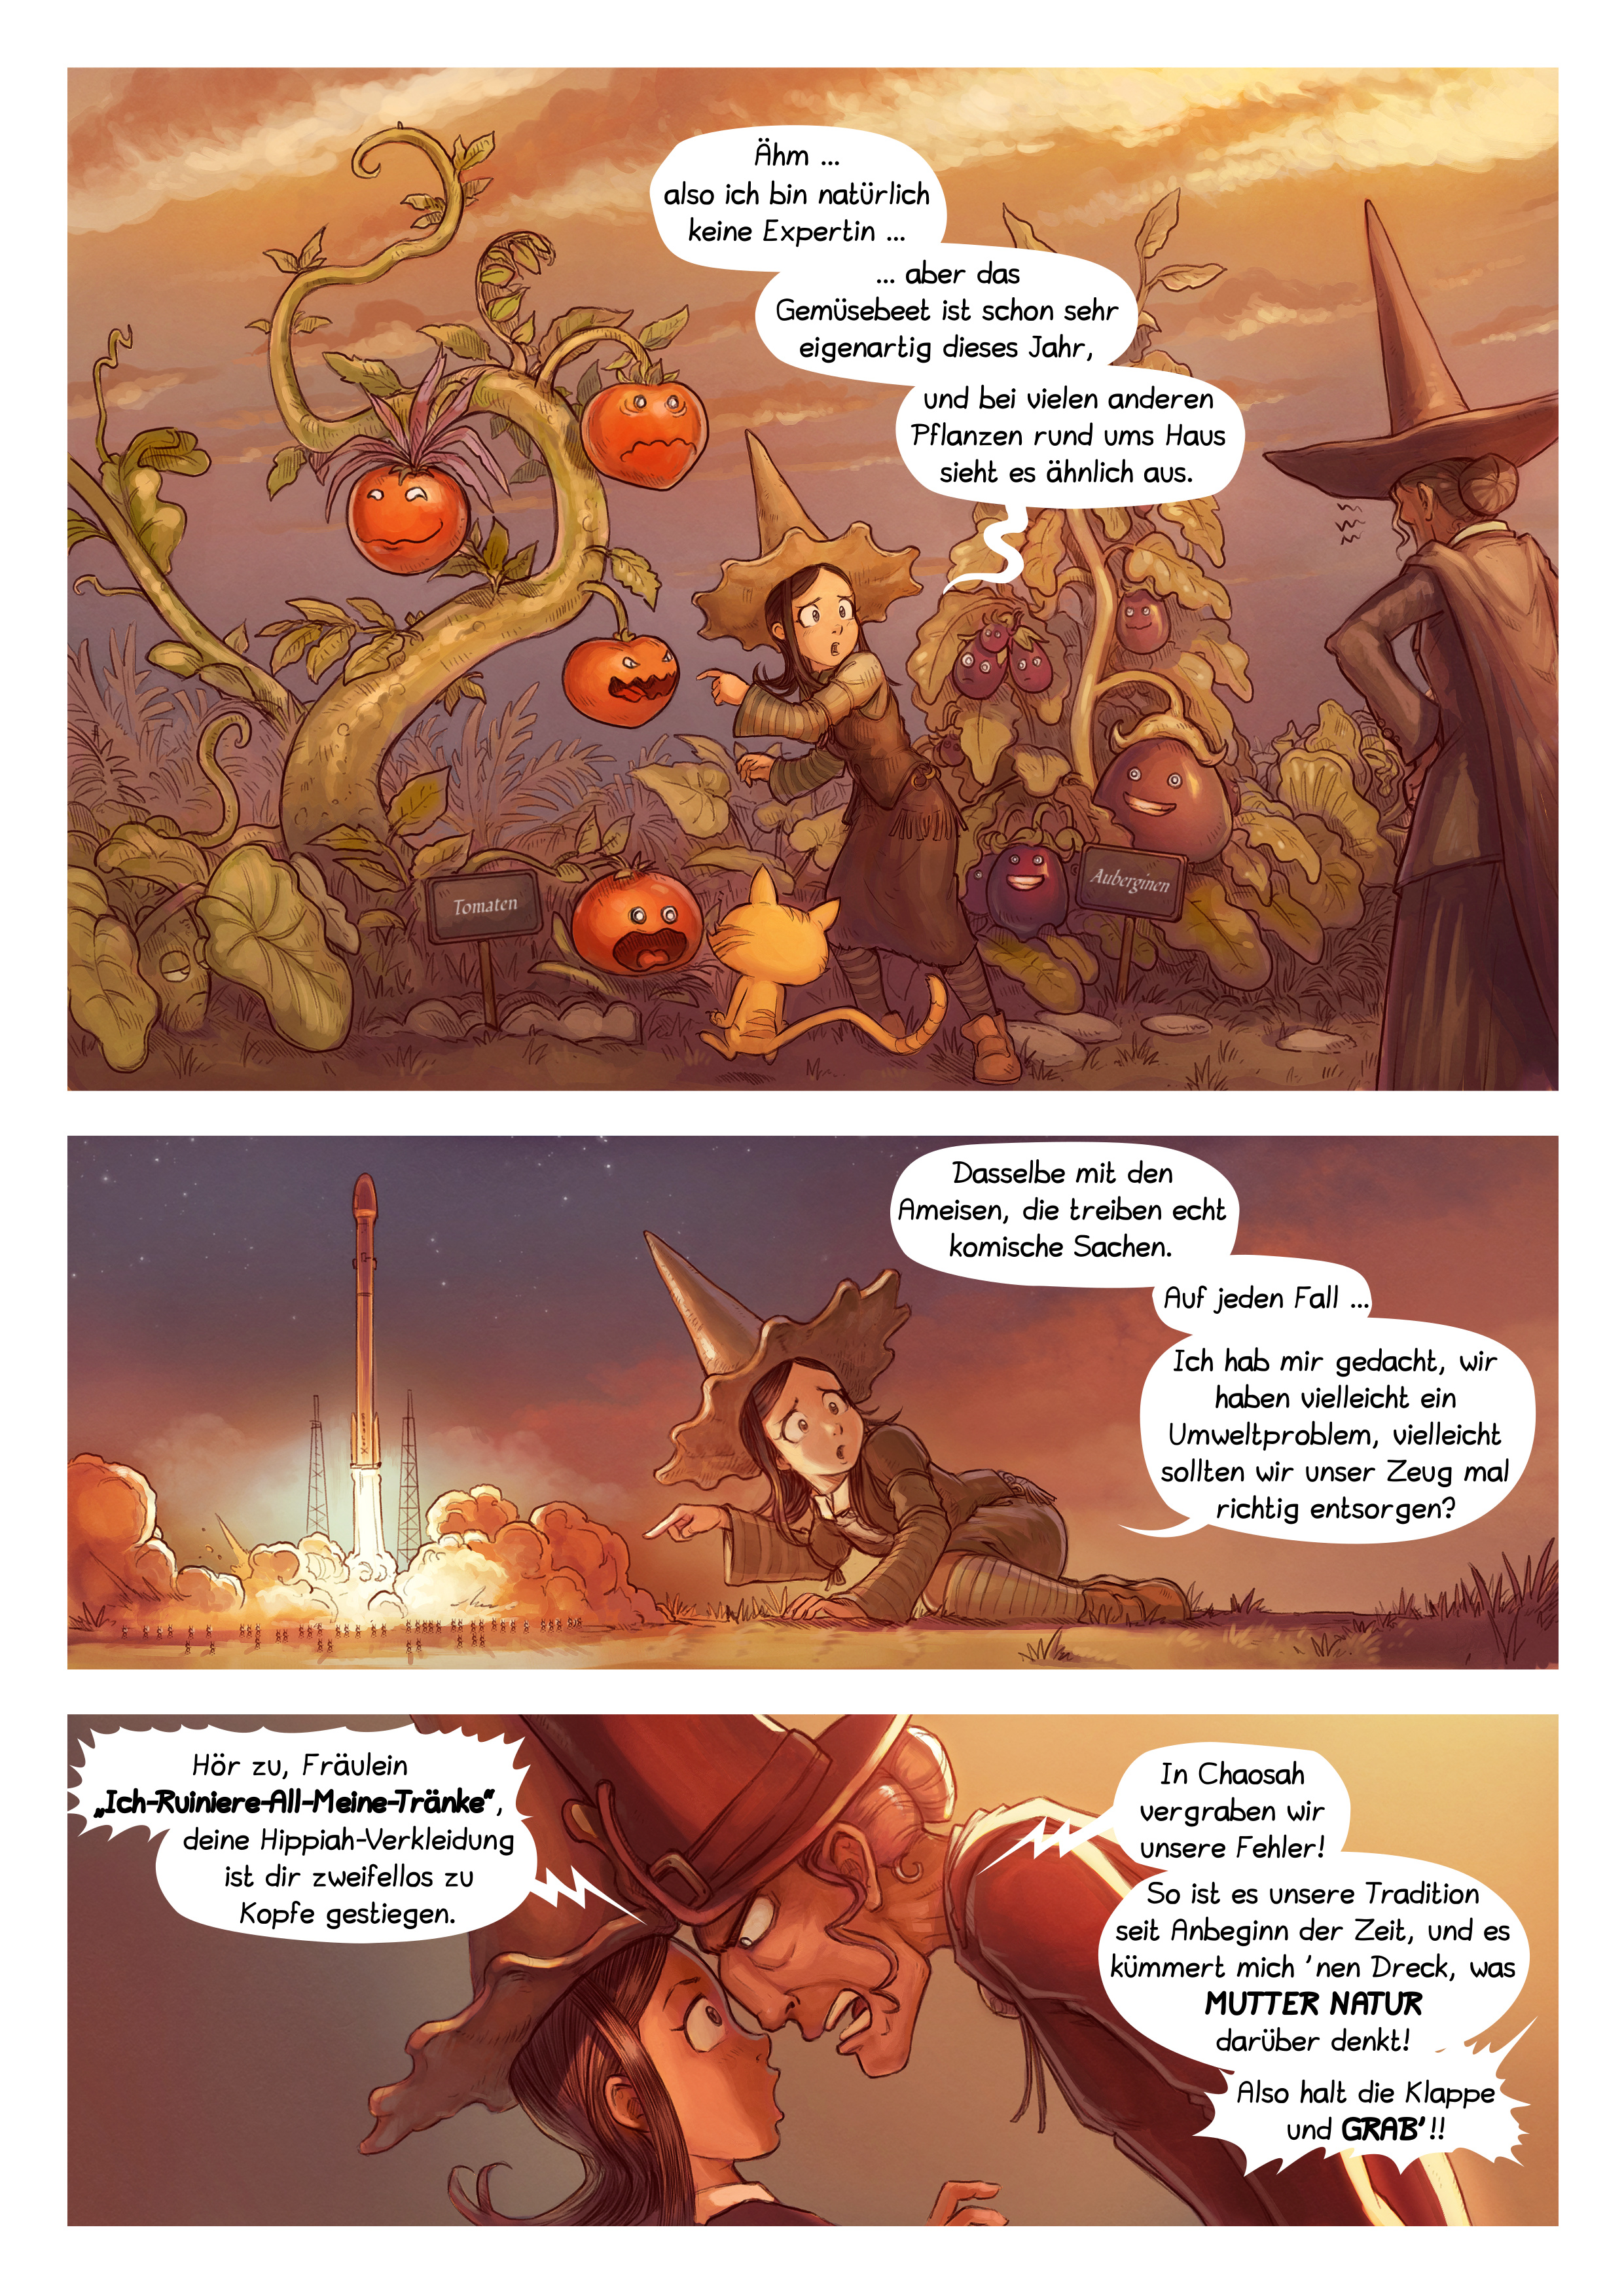 Ähm ...
also ich bin natürlich
keine Expertin ...
... aber das
Gemüsebeet ist schon sehr
eigenartig dieses Jahr,
und bei vielen anderen
Pflanzen rund ums Haus
sieht es ähnlich aus.
Tomaten
Auberginen
Dasselbe mit den
Ameisen, die treiben echt
komische Sachen.
Auf jeden Fall ...
Ich hab mir gedacht, wir
haben vielleicht ein
Umweltproblem, vielleicht
sollten wir unser Zeug mal
richtig entsorgen?
Hör zu, Fräulein
„Ich-Ruiniere-All-Meine-Tränke“,
deine Hippiah-Verkleidung
ist dir zweifellos zu
Kopfe gestiegen.
In Chaosah
vergraben wir
unsere Fehler!
So ist es unsere Tradition
seit Anbeginn der Zeit, und es
kümmert mich ’nen Dreck, was
MUTTER NATUR
darüber denkt!
Also halt die Klappe
und GRAB’!!